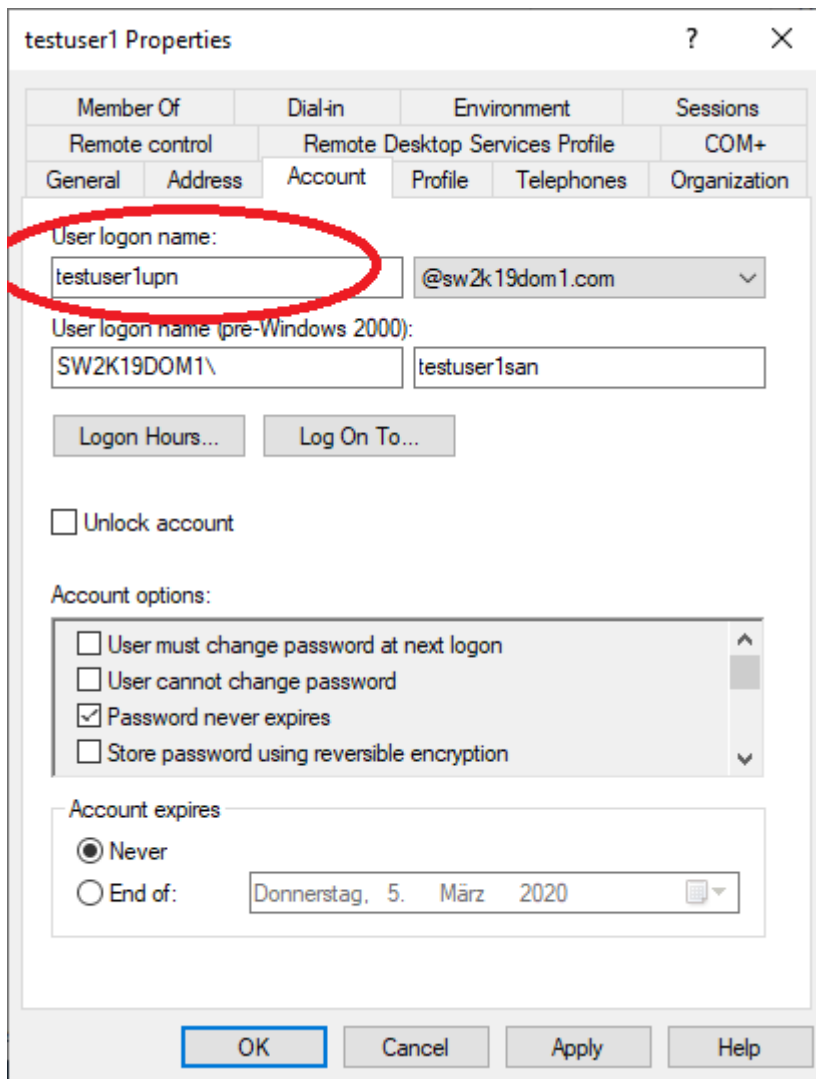 testuser1 Properties ? ×
Member Of Dial-in Environment Sessions
Remote control Remote Desktop Services Profile COM+
General Address Account Profile Telephones Organization
User logon name:
testuser1upn @sw2k19dom1.com
User logon name (pre-Windows 2000):
SW2K19DOM1\ testuser1san
Logon Hours... Log On To...
Unlock account
Account options:
User must change password at next logon
User cannot change password
Password never expires
Store password using reversible encryption
Account expires
Never
End of: Donnerstag, 5. März 2020
OK Cancel Apply Help